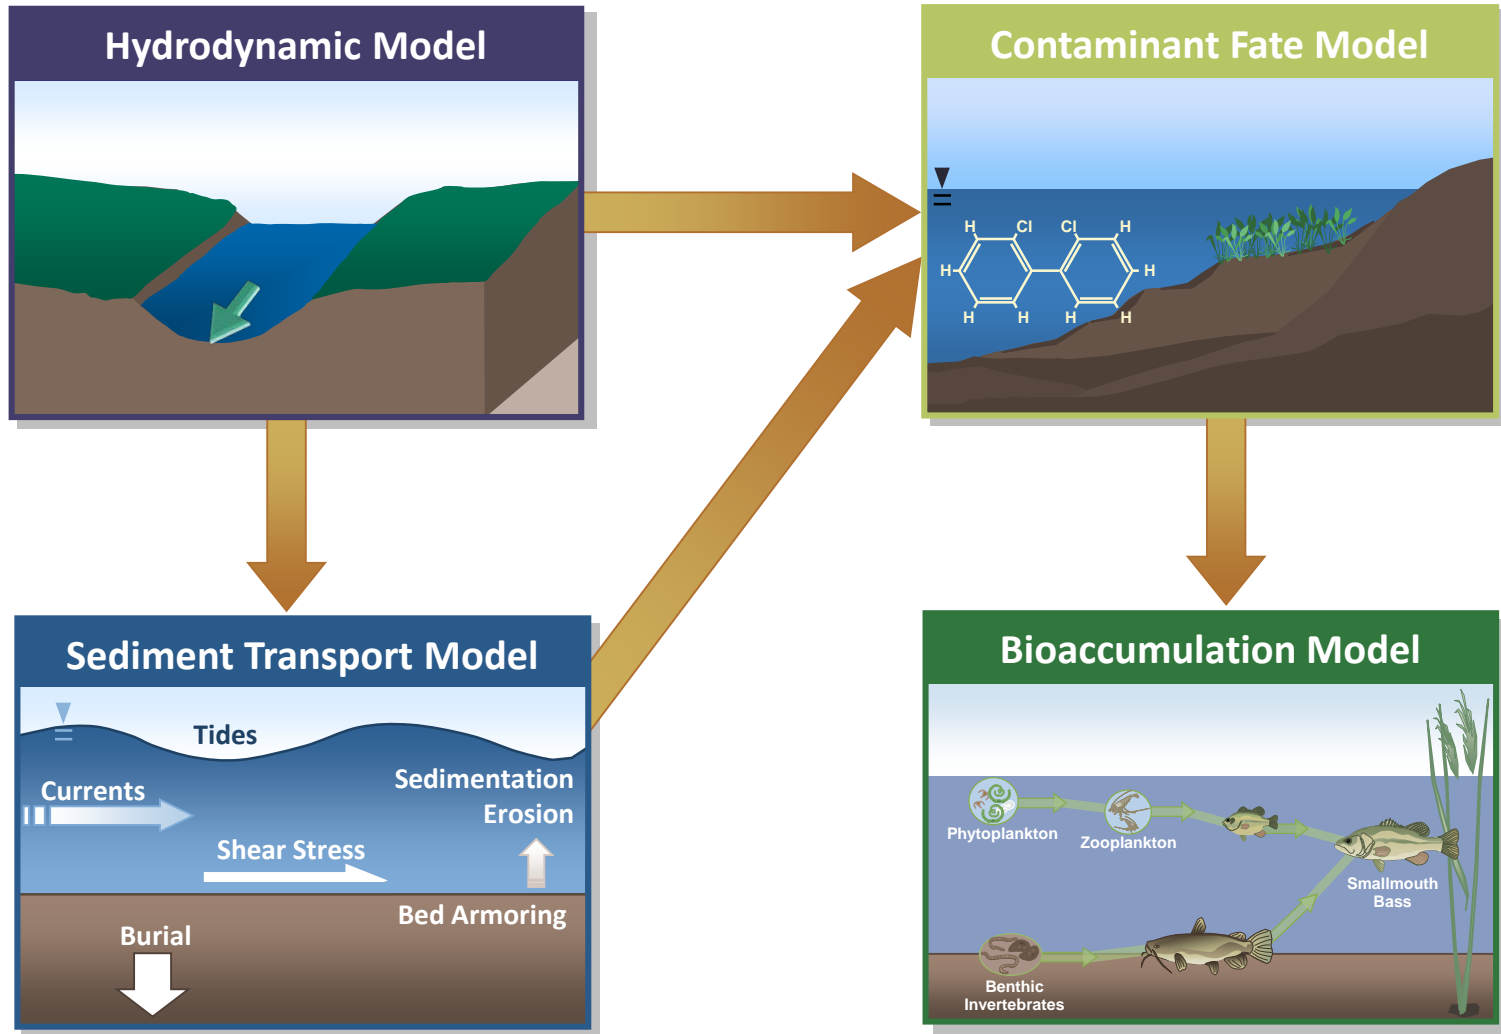 Hydrodynamic Model
Contaminant Fate Model
H
Cl
Cl
H
H
H
H
H
H
H
Sediment Transport Model
Tides
Currents
Sedimentation
Erosion
Shear Stress
Bed Armoring
Burial
Bioaccumulation Model
Phytoplankton
Zooplankton
Smallmouth
Bass
Benthic
Invertebrates